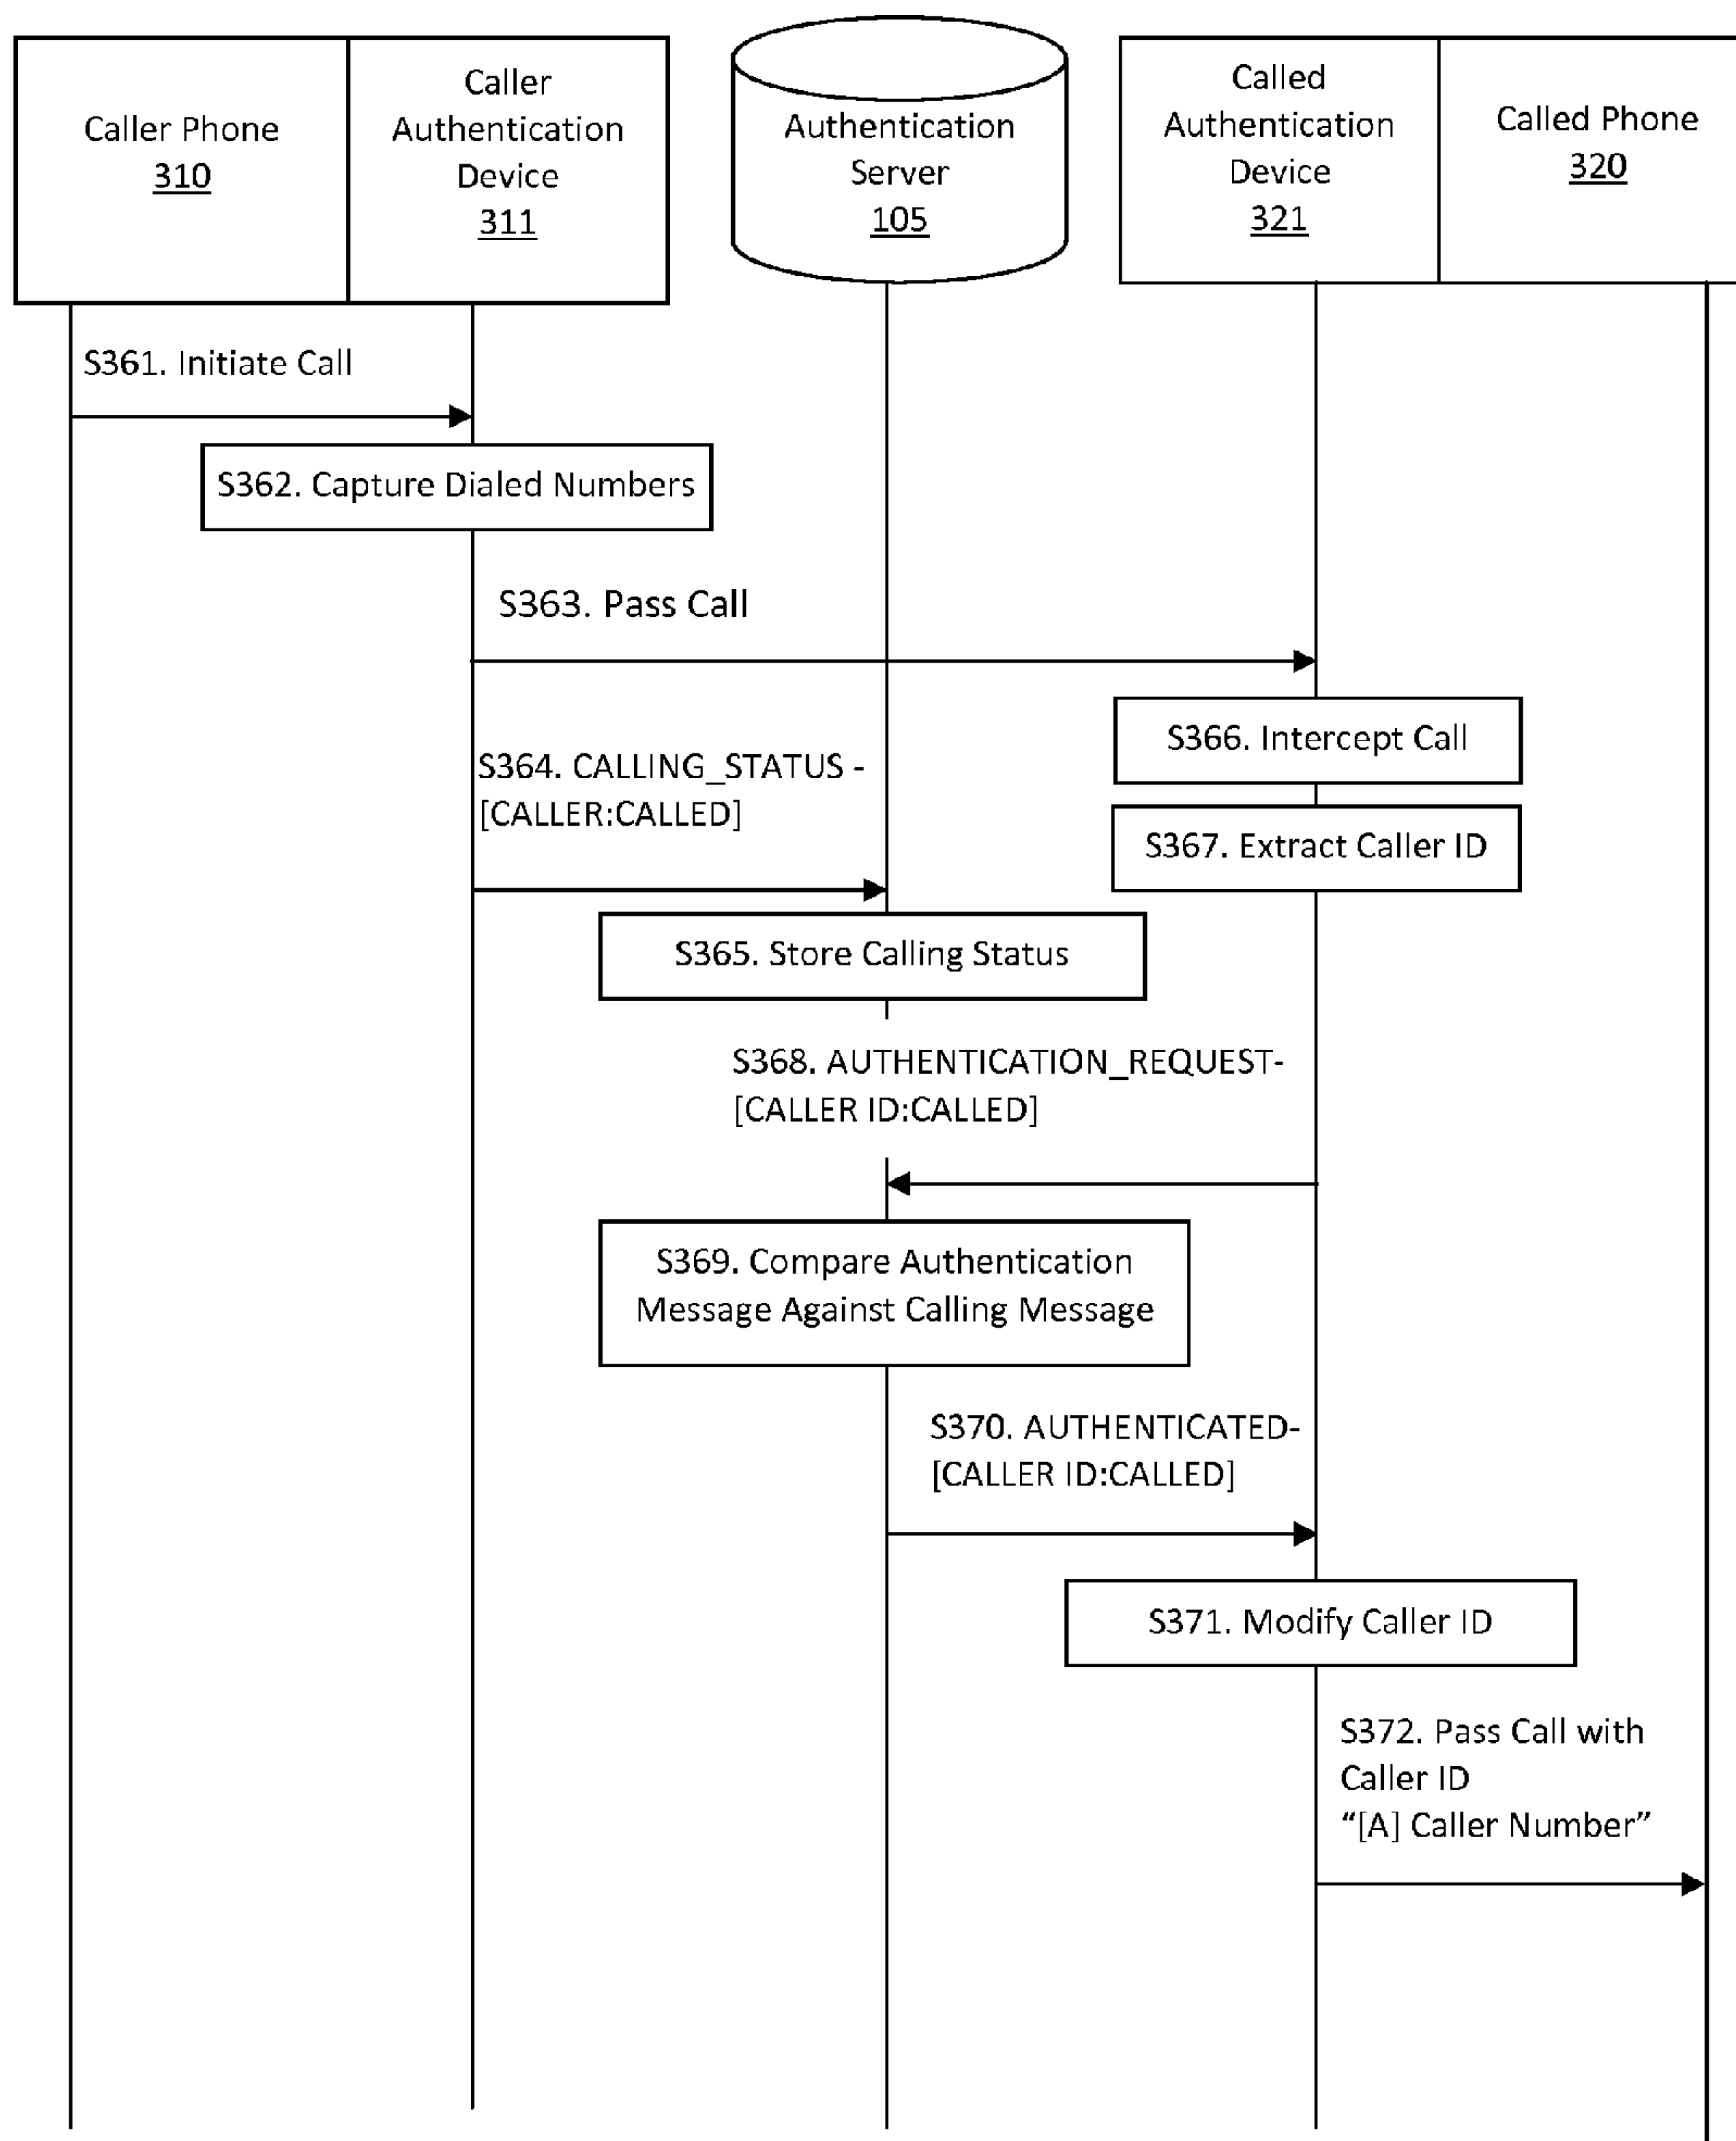 Caller Phone
310
Caller
Authentication
Device
311
Authentication
Server
105
Called
Authentication
Device
321
Called Phone
320
S361. Initiate Call
S362. Capture Dialed Numbers
S363. Pass Call
S366. Intercept Call
S364. CALLING_STATUS -
[CALLER:CALLED]
S367. Extract Caller ID
S365. Store Calling Status
S368. AUTHENTICATION_REQUEST-
[CALLER ID:CALLED]
S369. Compare Authentication
Message Against Calling Message
S370. AUTHENTICATED-
[CALLER ID:CALLED]
S371. Modify Caller ID
S372. Pass Call with
Caller ID
“[A] Caller Number”